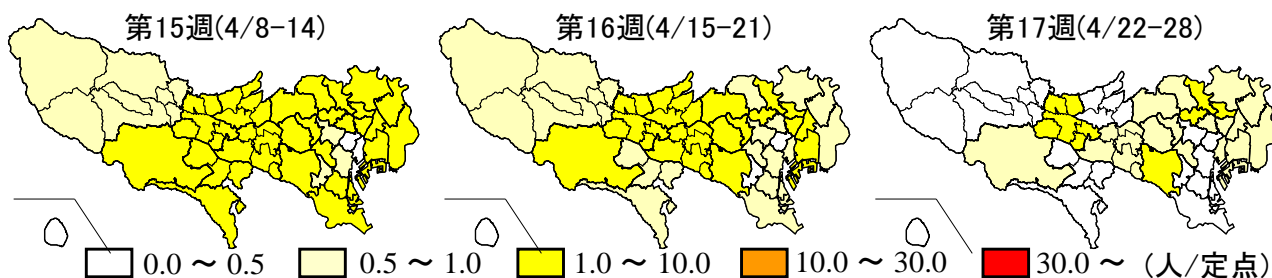 第15週(4/8-14) 第16週(4/15-21) 第17週(4/22-28)
0.0 ～ 0.5 0.5 ～ 1.0 1.0 ～ 10.0 10.0 ～ 30.0 30.0 ～ (人/定点)